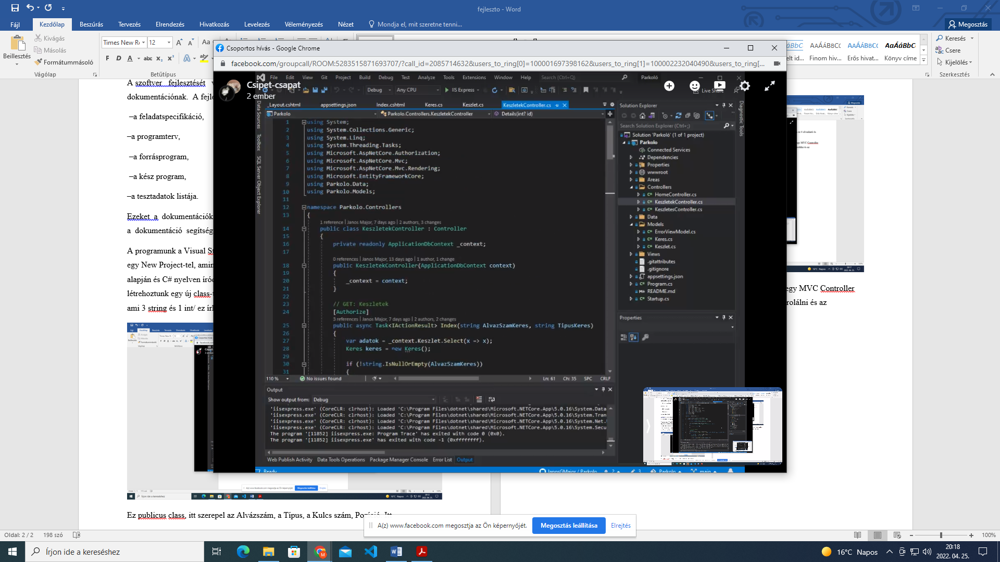 fejleszto - Word
Fájl Kezdőlap Beszúrás Tervezés Elrendezés Hivatkozás Levelezés Véleményezés Nézet Mondja el, mit szeretne tenni... Megosztás
Beillesztés
Kivágás
Másolás
Formátummásoló
Vágólap
Times New Ro 12
Betűtípus
AaÁÁBBCc AaÁÁBBCc AaÁÁBBCc AaÁÁBBCc
Finom hiv... Erős hivat... Könyv címe
Keresés
Csere
Kijelölés
Szerkesztés
A szoftver fejlesztését
dokumentációnak. A fejle
–a feladatspecifikáció,
–a programterv,
–a forrásprogram,
–a kész program,
–a tesztadatok listája.
Ezeket a dokumentációk
a dokumentáció segítség
A programunk a Visual St
egy New Project-tel, amin
alapján és C# nyelven íród
létrehoztunk egy új class-t
ami 3 string és 1 int/ ez írl
Ez publicus class, itt szerepel az Alvázszám, a Típus, a Kulcs szám, Pozíció. Itt
egy MVC Controller
rolálni és az
Csoportos hívás - Google Chrome
facebook.com/groupcall/ROOM:5283515871693707/?call_id=2085714632&users_to_ring[0]=100001697398162&users_to_ring[1]=100002232040490&users_to_ring[...
Csipet-csapat
2 ember
File Edit View Git Project Build Debug Test Analyze Tools Extensions Window Help Search (Ctrl+Q) Parkoló
Debug Any CPU IIS Express Live Share
Data Sources
Toolbox
SQL Server Object Explorer
Diagnostic Tools
_Layout.cshtml appsettings.json Index.cshtml Keres.cs Keszlet.cs KeszletekController.cs
Parkolo Parkolo.Controllers.KeszletekController Details(int? id)
1 using System;
2 using System.Collections.Generic;
3 using System.Linq;
4 using System.Threading.Tasks;
5 using Microsoft.AspNetCore.Authorization;
6 using Microsoft.AspNetCore.Mvc;
7 using Microsoft.AspNetCore.Mvc.Rendering;
8 using Microsoft.EntityFrameworkCore;
9 using Parkolo.Data;
10 using Parkolo.Models;
11
12 namespace Parkolo.Controllers
13 {
1 reference | Janos Major, 7 days ago | 2 authors, 3 changes
14 public class KeszletekController : Controller
15 {
16 private readonly ApplicationDbContext _context;
17
0 references | Janos Major, 13 days ago | 1 author, 1 change
18 public KeszletekController(ApplicationDbContext context)
19 {
20 _context = context;
21 }
22
23 // GET: Keszletek
24 [Authorize]
3 references | Janos Major, 7 days ago | 2 authors, 2 changes
25 public async Task<IActionResult> Index(string AlvazSzamKeres, string TipusKeres)
26 {
27 var adatok = _context.Keszlet.Select(x => x);
28 Keres keres = new Keres();
29
30 if (!string.IsNullOrEmpty(AlvazSzamKeres))
31 {
110 % No issues found Ln: 61 Ch: 35 SPC CRLF
Output
Show output from: Debug
'iisexpress.exe' (CoreCLR: clrhost): Loaded 'C:\Program Files\dotnet\shared\Microsoft.NETCore.App\5.0.16\System.Data
'iisexpress.exe' (CoreCLR: clrhost): Loaded 'C:\Program Files\dotnet\shared\Microsoft.NETCore.App\5.0.16\System.Tran
'iisexpress.exe' (CoreCLR: clrhost): Loaded 'C:\Program Files\dotnet\shared\Microsoft.NETCore.App\5.0.16\System.Net.
'iisexpress.exe' (CoreCLR: clrhost): Loaded 'C:\Program Files\dotnet\shared\Microsoft.NETCore.App\5.0.16\System.Secu
The program '[11852] iisexpress.exe: Program Trace' has exited with code 0 (0x0).
The program '[11852] iisexpress.exe' has exited with code -1 (0xffffffff).
Web Publish Activity Data Tools Operations Package Manager Console Error List Output
Ready JanosGMajor / Parkolo 2 3 Parkolo main
Solution Explorer
Search Solution Explorer (Ctrl+;)
Solution 'Parkoló' (1 of 1 project)
Parkolo
Connected Services
Dependencies
Properties
wwwroot
Areas
Controllers
HomeController.cs
KeszletekController.cs
KeszletesController.cs
Data
Models
ErrorViewModel.cs
Keres.cs
Keszlet.cs
Views
.gitattributes
.gitignore
appsettings.json
Program.cs
README.md
Startup.cs
Properties
A(z) www.facebook.com megosztja az Ön képernyőjét. Megosztás leállítása Elrejtés
Oldal: 2 / 2 198 szó 100%
Írjon ide a kereséshez
16°C Napos
20:18
2022. 04. 25.